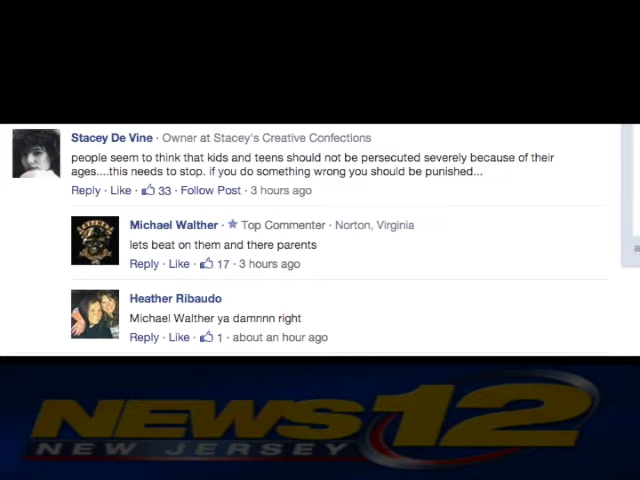 Stacey De Vine · Owner at Stacey's Creative Confections
people seem to think that kids and teens should not be persecuted severely because of their
ages....this needs to stop. if you do something wrong you should be punished...
Reply · Like · 33 · Follow Post · 3 hours ago
Michael Walther · Top Commenter · Norton, Virginia
lets beat on them and there parents
Reply · Like · 17 · 3 hours ago
Heather Ribaudo
Michael Walther ya damnnn right
Reply · Like · 1 · about an hour ago
NEWS 12
NEW JERSEY